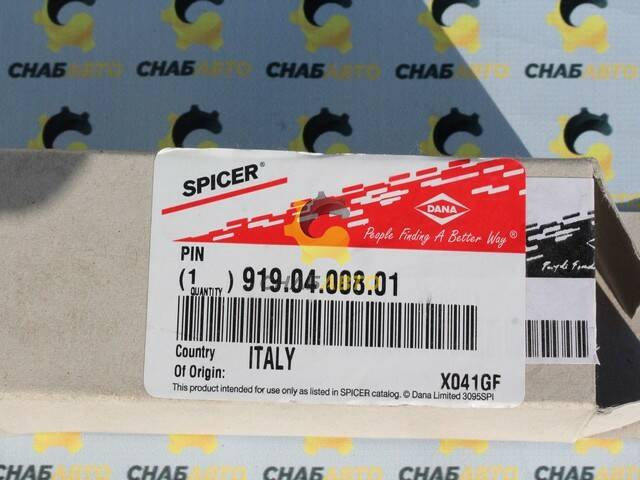 СНАБАВТО СНАБАВТО СНАБАВТО СНАБАВТО СНАБАВТО
SPICER®
DANA
People Finding A Better Way®
PIN
(1 QUANTITY) 919.04.008.01
СНАБАВТО
Country
Of Origin: ITALY
X041GF
This product intended for use only as listed in SPICER catalog. © Dana Limited 3095SPI
СНАБАВТО СНАБАВТО СНАБАВТО СНАБАВТО СНАБАВТО